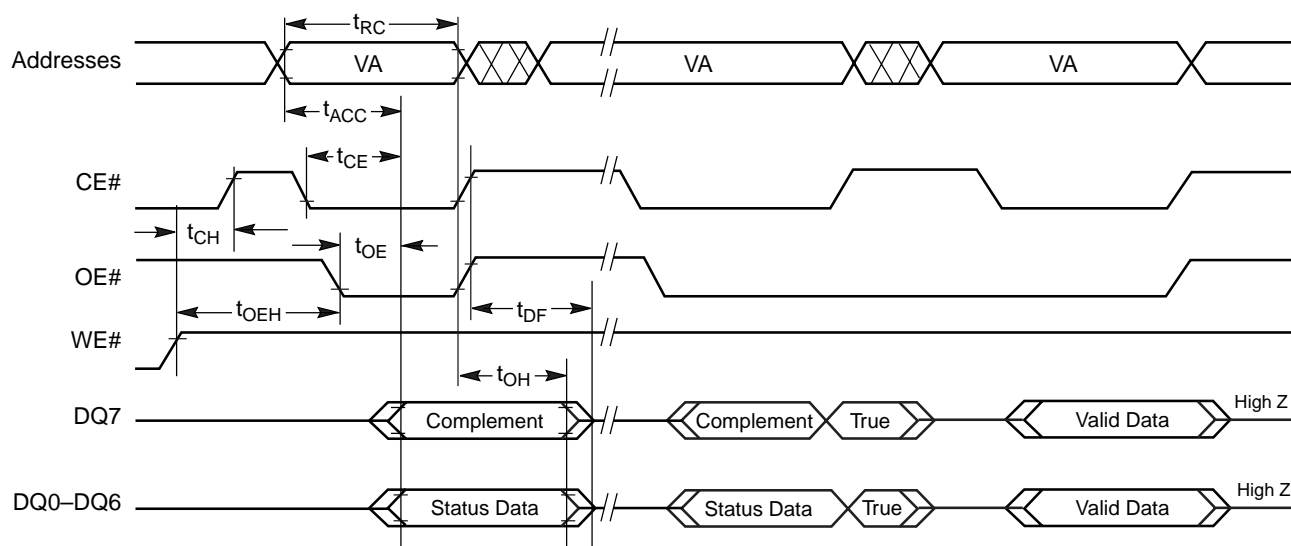 tRC
Addresses VA VA VA
tACC
tCE
CE#
tCH tOE
OE#
tOEH tDF
WE#
tOH
DQ7 Complement Complement True Valid Data High Z
DQ0–DQ6 Status Data Status Data True Valid Data High Z